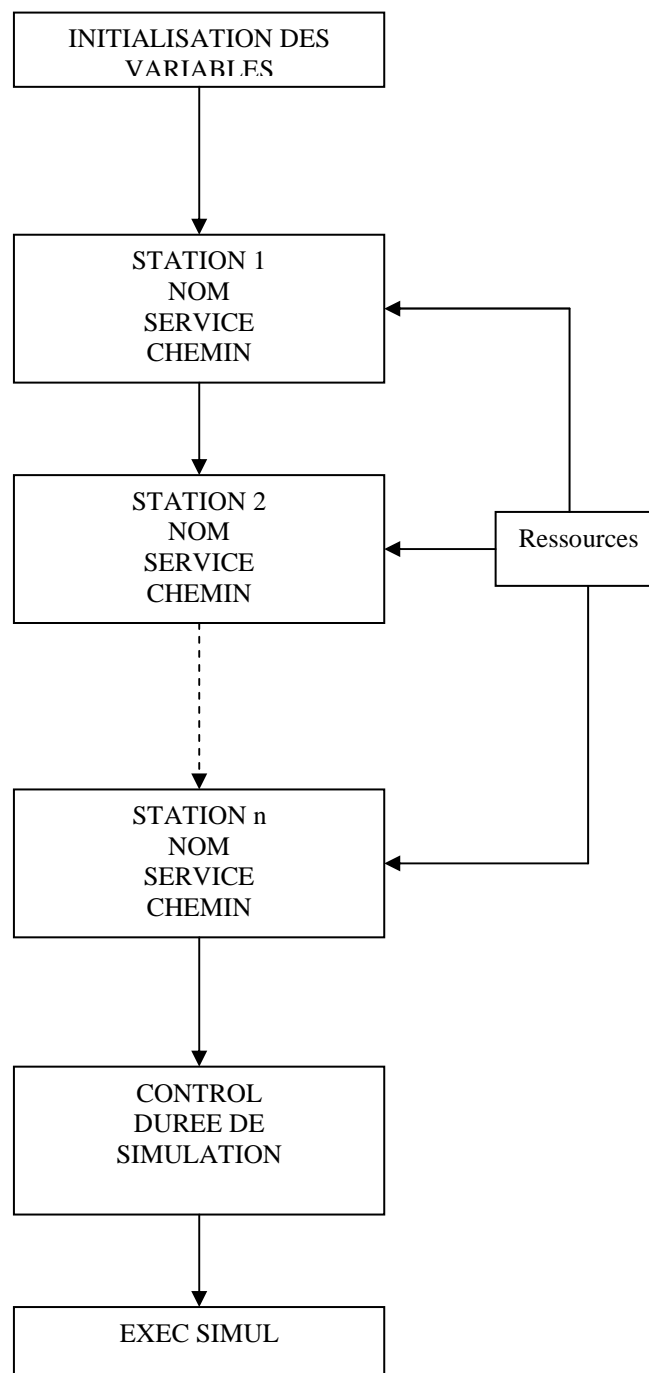 INITIALISATION DES
VARIABLES
STATION 1
NOM
SERVICE
CHEMIN
STATION 2
NOM
SERVICE
CHEMIN
Ressources
STATION n
NOM
SERVICE
CHEMIN
CONTROL
DUREE DE
SIMULATION
EXEC SIMUL